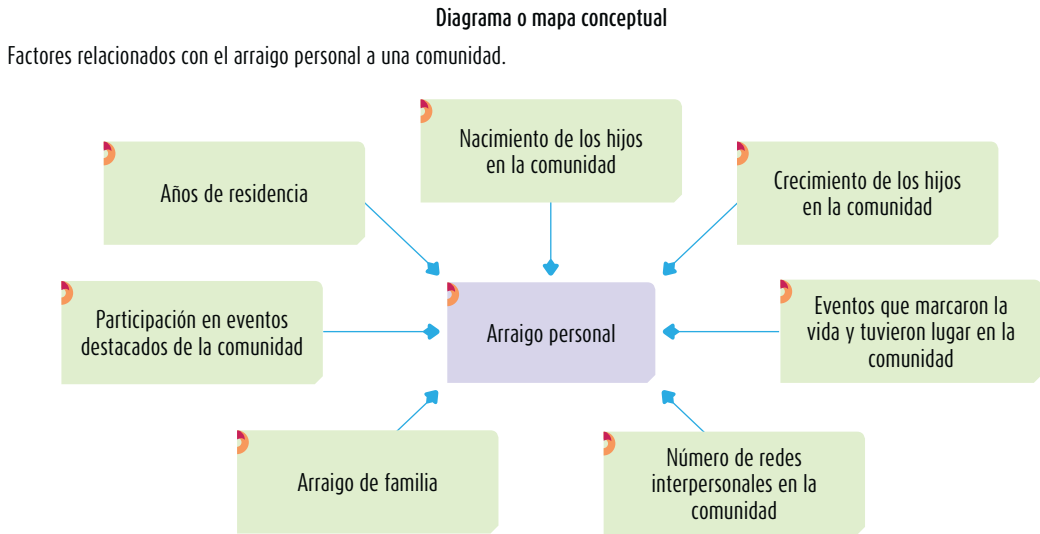 Diagrama o mapa conceptual
Factores relacionados con el arraigo personal a una comunidad.
Nacimiento de los hijos
en la comunidad
Años de residencia
Crecimiento de los hijos
en la comunidad
Participación en eventos
destacados de la comunidad
Arraigo personal
Eventos que marcaron la
vida y tuvieron lugar en la
comunidad
Arraigo de familia
Número de redes
interpersonales en la
comunidad